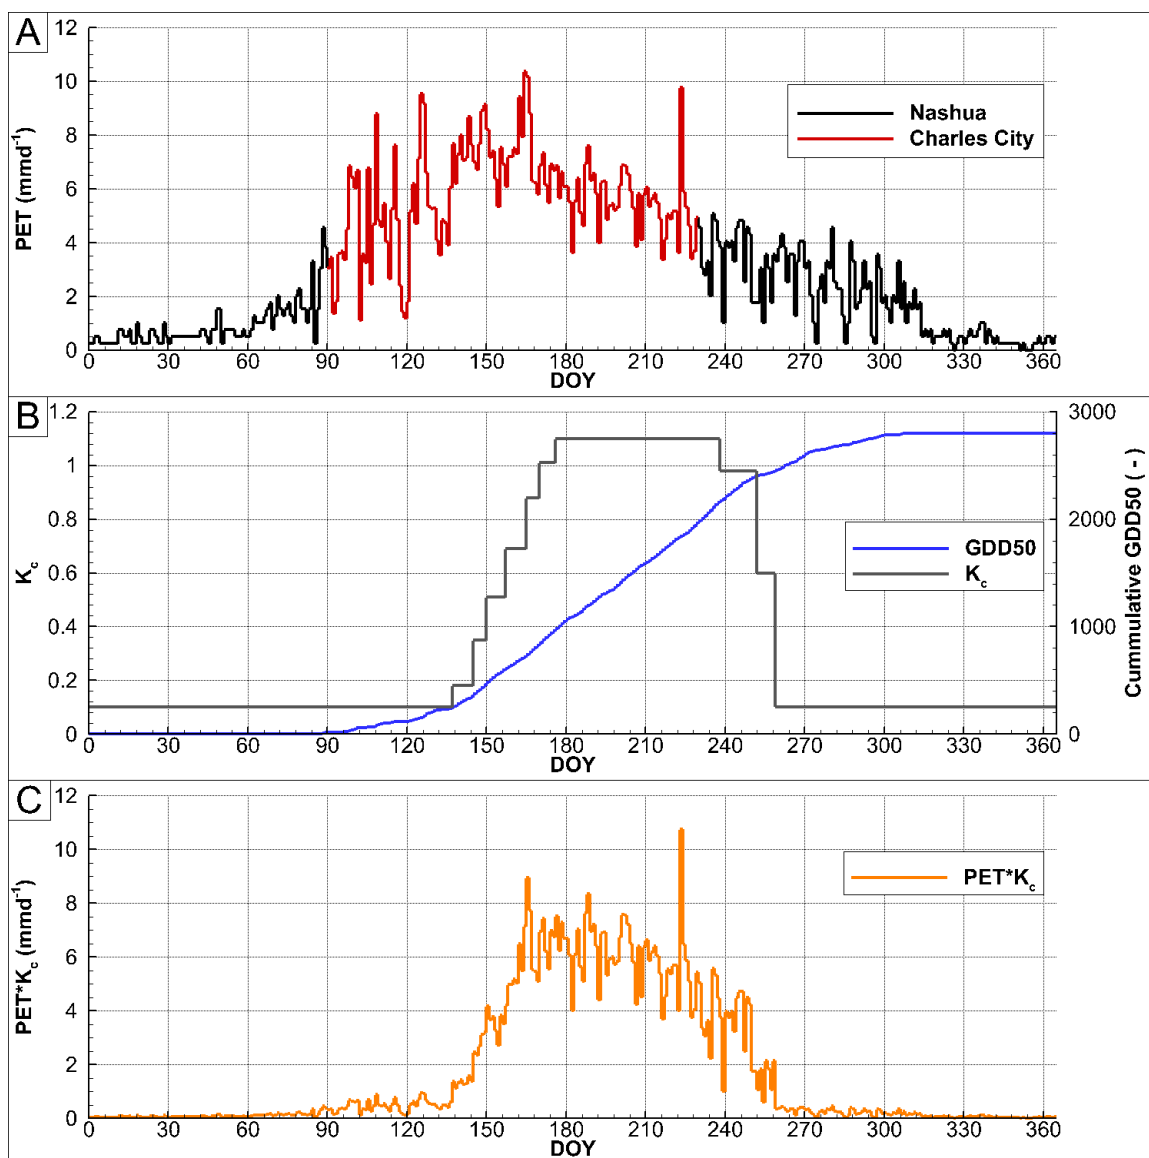 A
12
10
8
6
4
2
0
PET (mmd-1)
Nashua
Charles City
0 30 60 90 120 150 180 210 240 270 300 330 360
DOY
B
1.2
1
0.8
0.6
0.4
0.2
0
Kc
3000
2000
1000
0
Cummulative GDD50 ( - )
GDD50
Kc
0 30 60 90 120 150 180 210 240 270 300 330 360
DOY
C
12
10
8
6
4
2
0
PET*Kc (mmd-1)
PET*Kc
0 30 60 90 120 150 180 210 240 270 300 330 360
DOY